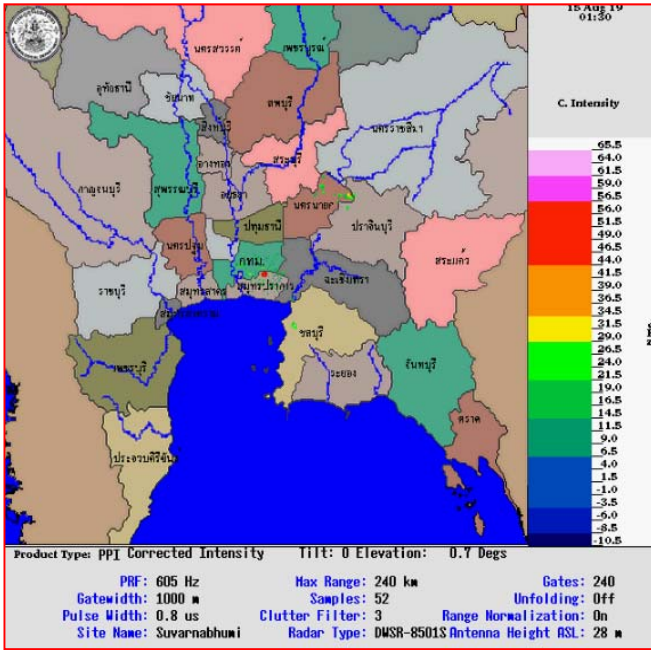 15 Aug 19
01:30
C. Intensity
นครสวรรค์
เพชรบูรณ์
อุทัยธานี
ชัยนาท
ลพบุรี
สิงห์บุรี
นครราชสีมา
อ่างทอง
สระบุรี
กาญจนบุรี
สุพรรณบุรี
อยุธยา
นครนายก
ปราจีนบุรี
ปทุมธานี
นครปฐม
กทม.
สระแก้ว
ราชบุรี
สมุทรสาคร
สมุทรปราการ
ฉะเชิงเทรา
เพชรบุรี
ชลบุรี
ระยอง
จันทบุรี
ตราด
ประจวบคีรีขันธ์
65.5
64.0
61.5
59.0
56.5
56.0
51.5
49.0
46.5
44.0
41.5
39.0
36.5
34.0
31.5
29.0
26.5
24.0
21.5
19.0
16.5
14.0
11.5
9.0
6.5
4.0
1.5
-1.0
-3.5
-6.0
-8.5
-10.5
Product Type: PPI Corrected Intensity Tilt: 0 Elevation: 0.7 Degs
PRF: 605 Hz Max Range: 240 km Gates: 240
Gatewidth: 1000 m Samples: 52 Unfolding: Off
Pulse Width: 0.8 us Clutter Filter: 3 Range Normalization: On
Site Name: Suvarnabhumi Radar Type: DWSR-8501S Antenna Height ASL: 28 m